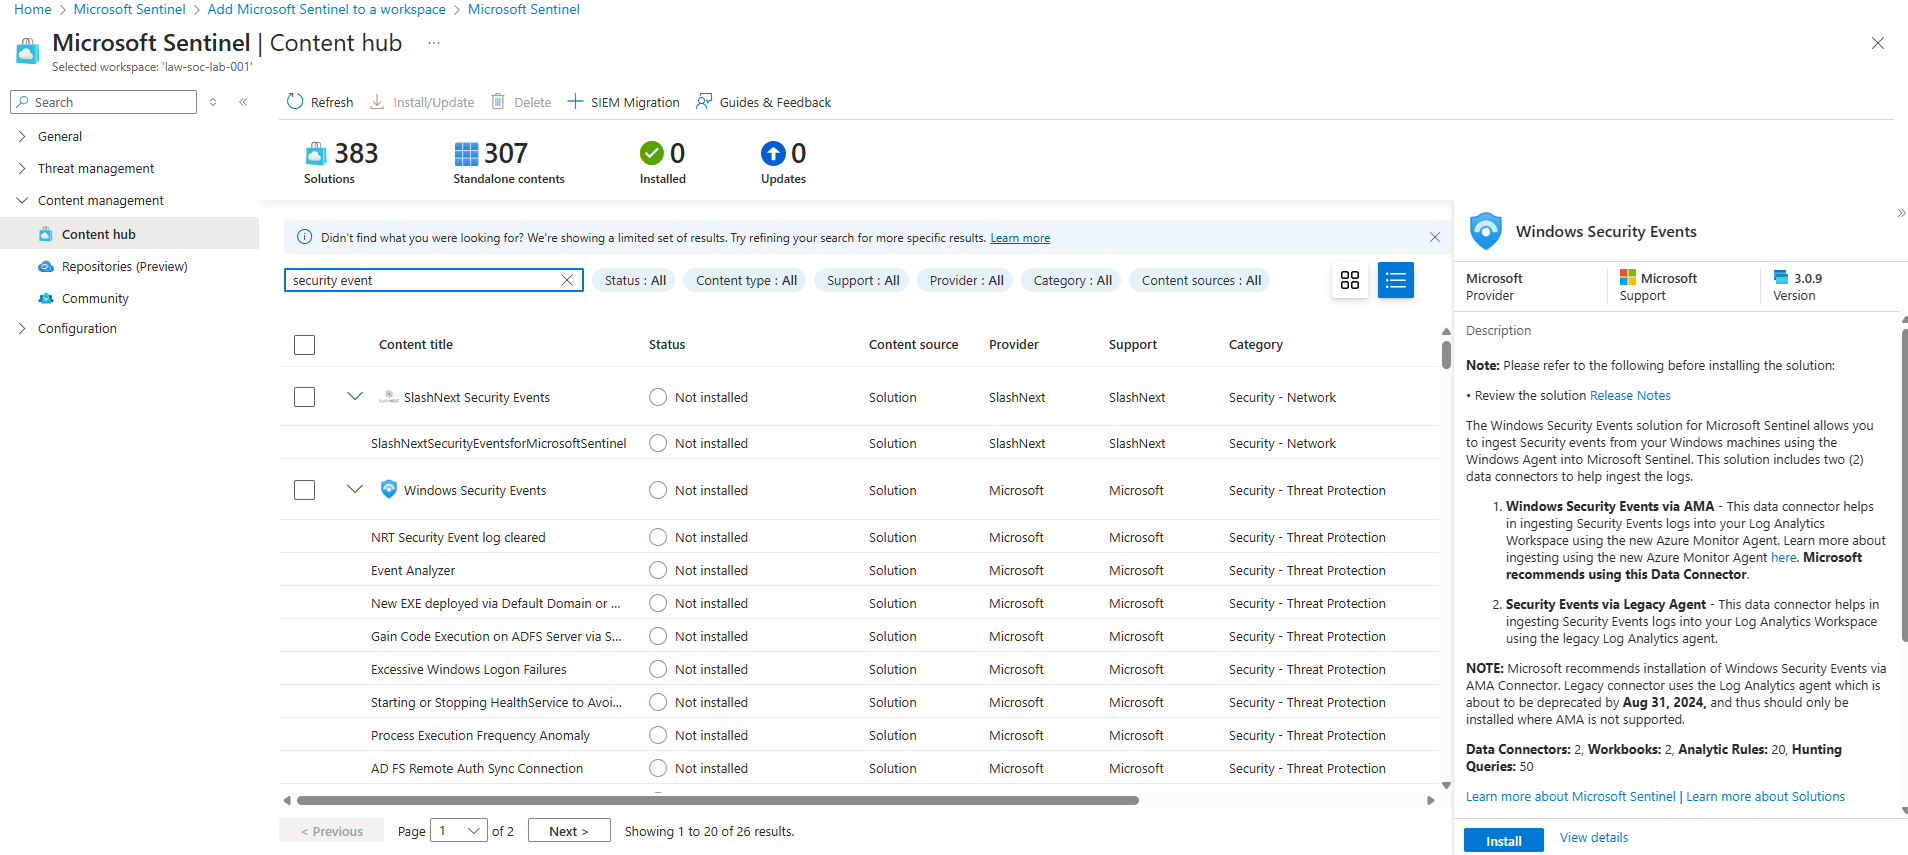 Home > Microsoft Sentinel > Add Microsoft Sentinel to a workspace > Microsoft Sentinel
Microsoft Sentinel | Content hub ...
Selected workspace: 'law-soc-lab-001'
Search
General
Threat management
Content management
Content hub
Repositories (Preview)
Community
Configuration
Refresh Install/Update Delete SIEM Migration Guides & Feedback
383 307 0 0
Solutions Standalone contents Installed Updates
Didn't find what you were looking for? We're showing a limited set of results. Try refining your search for more specific results. Learn more
security event Status : All Content type : All Support : All Provider : All Category : All Content sources : All
Content title Status Content source Provider Support Category
SlashNext Security Events Not installed Solution SlashNext SlashNext Security - Network
SlashNextSecurityEventsforMicrosoftSentinel Not installed Solution SlashNext SlashNext Security - Network
Windows Security Events Not installed Solution Microsoft Microsoft Security - Threat Protection
NRT Security Event log cleared Not installed Solution Microsoft Microsoft Security - Threat Protection
Event Analyzer Not installed Solution Microsoft Microsoft Security - Threat Protection
New EXE deployed via Default Domain or ... Not installed Solution Microsoft Microsoft Security - Threat Protection
Gain Code Execution on ADFS Server via S... Not installed Solution Microsoft Microsoft Security - Threat Protection
Excessive Windows Logon Failures Not installed Solution Microsoft Microsoft Security - Threat Protection
Starting or Stopping HealthService to Avoi... Not installed Solution Microsoft Microsoft Security - Threat Protection
Process Execution Frequency Anomaly Not installed Solution Microsoft Microsoft Security - Threat Protection
AD FS Remote Auth Sync Connection Not installed Solution Microsoft Microsoft Security - Threat Protection
< Previous Page 1 of 2 Next > Showing 1 to 20 of 26 results.
Windows Security Events
Microsoft Microsoft 3.0.9
Provider Support Version
Description
Note: Please refer to the following before installing the solution:
• Review the solution Release Notes
The Windows Security Events solution for Microsoft Sentinel allows you
to ingest Security events from your Windows machines using the
Windows Agent into Microsoft Sentinel. This solution includes two (2)
data connectors to help ingest the logs.
1. Windows Security Events via AMA - This data connector helps
in ingesting Security Events logs into your Log Analytics
Workspace using the new Azure Monitor Agent. Learn more about
ingesting using the new Azure Monitor Agent here. Microsoft
recommends using this Data Connector.
2. Security Events via Legacy Agent - This data connector helps in
ingesting Security Events logs into your Log Analytics Workspace
using the legacy Log Analytics agent.
NOTE: Microsoft recommends installation of Windows Security Events via
AMA Connector. Legacy connector uses the Log Analytics agent which is
about to be deprecated by Aug 31, 2024, and thus should only be
installed where AMA is not supported.
Data Connectors: 2, Workbooks: 2, Analytic Rules: 20, Hunting
Queries: 50
Learn more about Microsoft Sentinel | Learn more about Solutions
Install View details